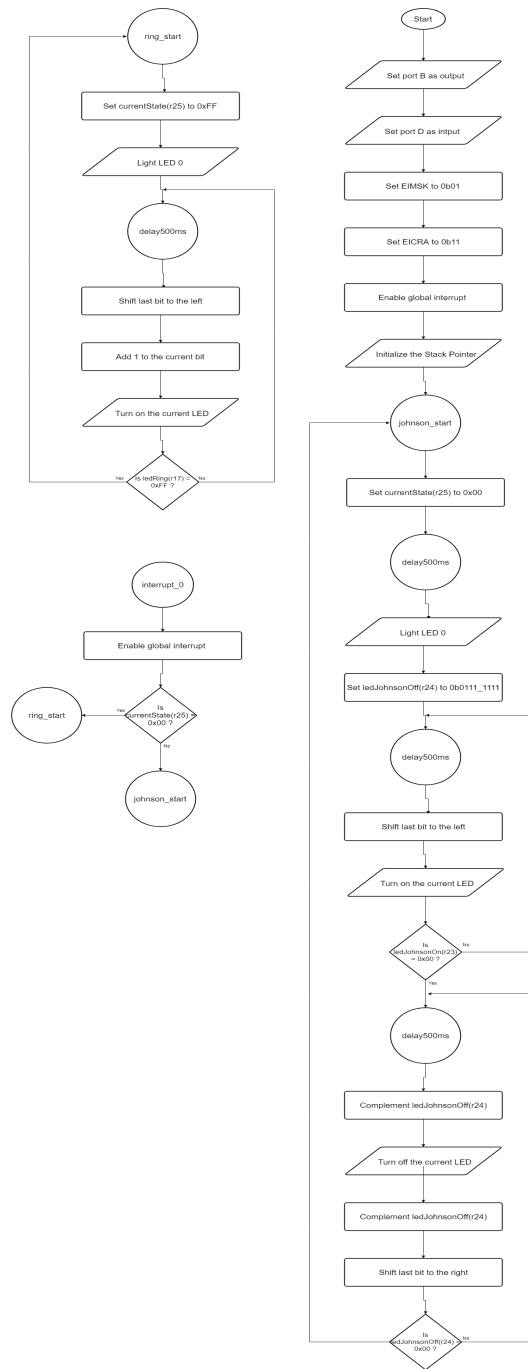 ring_start
Set currentState(r25) to 0xFF
Light LED 0
delay500ms
Shift last bit to the left
Add 1 to the current bit
Turn on the current LED
Yes
Is ledRing(r17) =
0xFF ?
No
interrupt_0
Enable global interrupt
Is
currentState(r25) =
0x00 ?
Yes
ring_start
No
johnson_start
Start
Set port B as output
Set port D as intput
Set EIMSK to 0b01
Set EICRA to 0b11
Enable global interrupt
Initialize the Stack Pointer
johnson_start
Set currentState(r25) to 0x00
delay500ms
Light LED 0
Set ledJohnsonOff(r24) to 0b0111_1111
delay500ms
Shift last bit to the left
Turn on the current LED
Is
ledJohnsonOn(r23)
= 0x00 ?
No
Yes
delay500ms
Complement ledJohnsonOff(r24)
Turn off the current LED
Complement ledJohnsonOff(r24)
Shift last bit to the right
Is
ledJohnsonOff(r24) =
0x00 ?
No